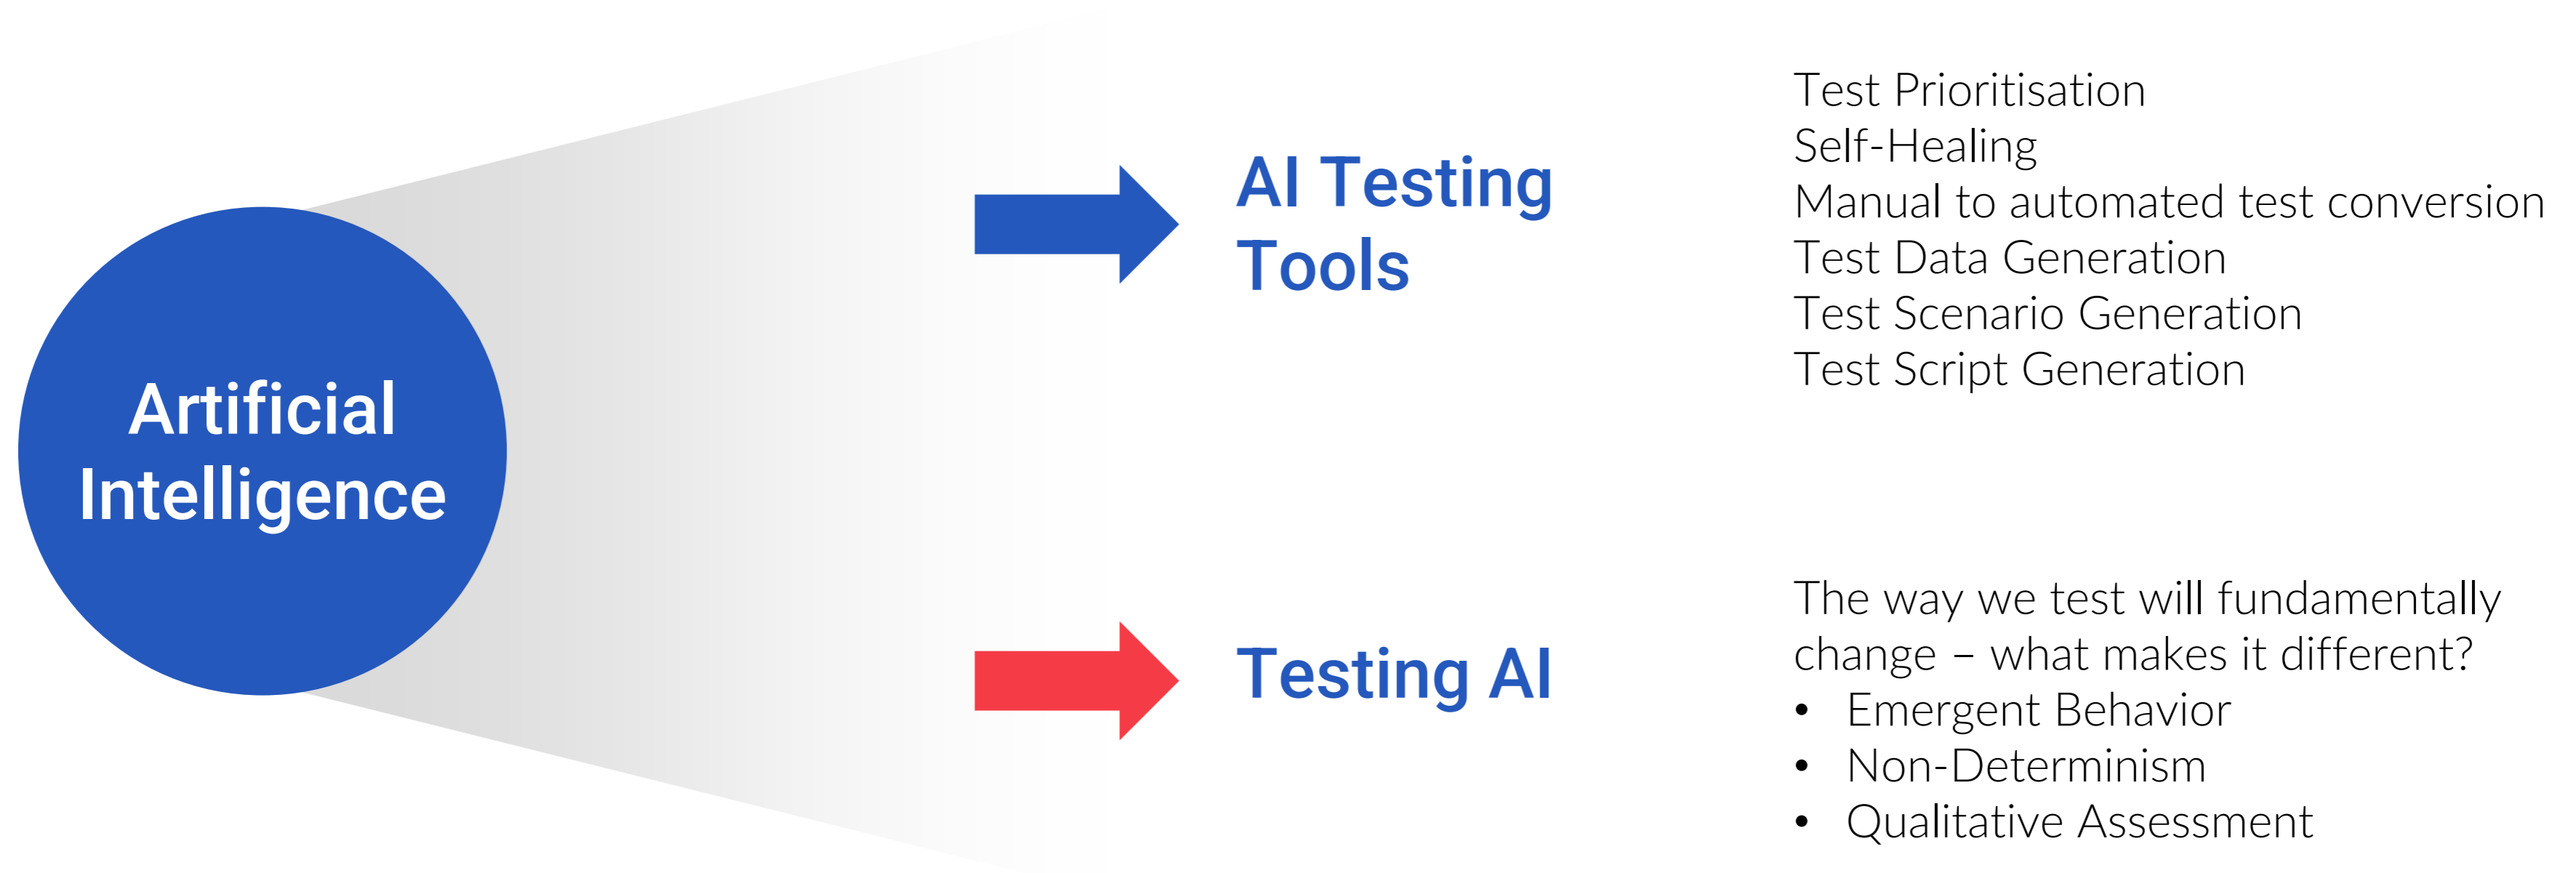 Artificial
Intelligence
AI Testing
Tools
Test Prioritisation
Self-Healing
Manual to automated test conversion
Test Data Generation
Test Scenario Generation
Test Script Generation
Testing AI
The way we test will fundamentally
change – what makes it different?
• Emergent Behavior
• Non-Determinism
• Qualitative Assessment